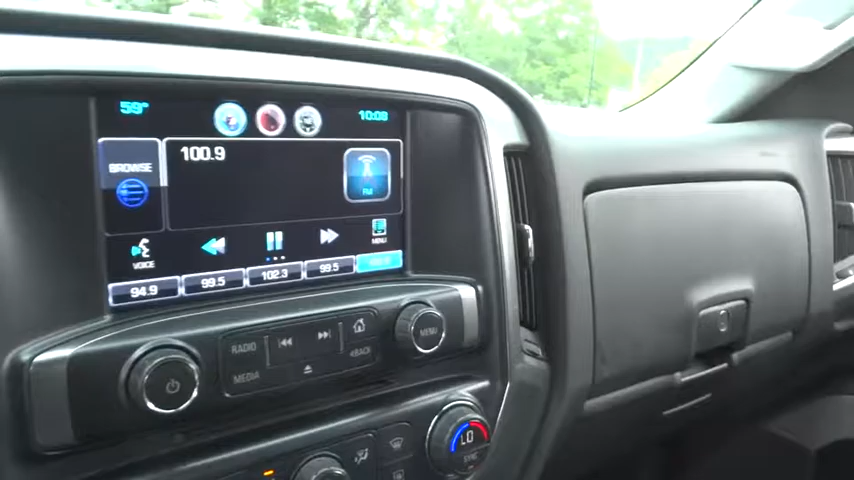 59°
10:08
BROWSE
100.9
FM
VOICE
MENU
94.9
99.5
102.3
99.5
RADIO
MEDIA
BACK
MENU
LO
SYNC